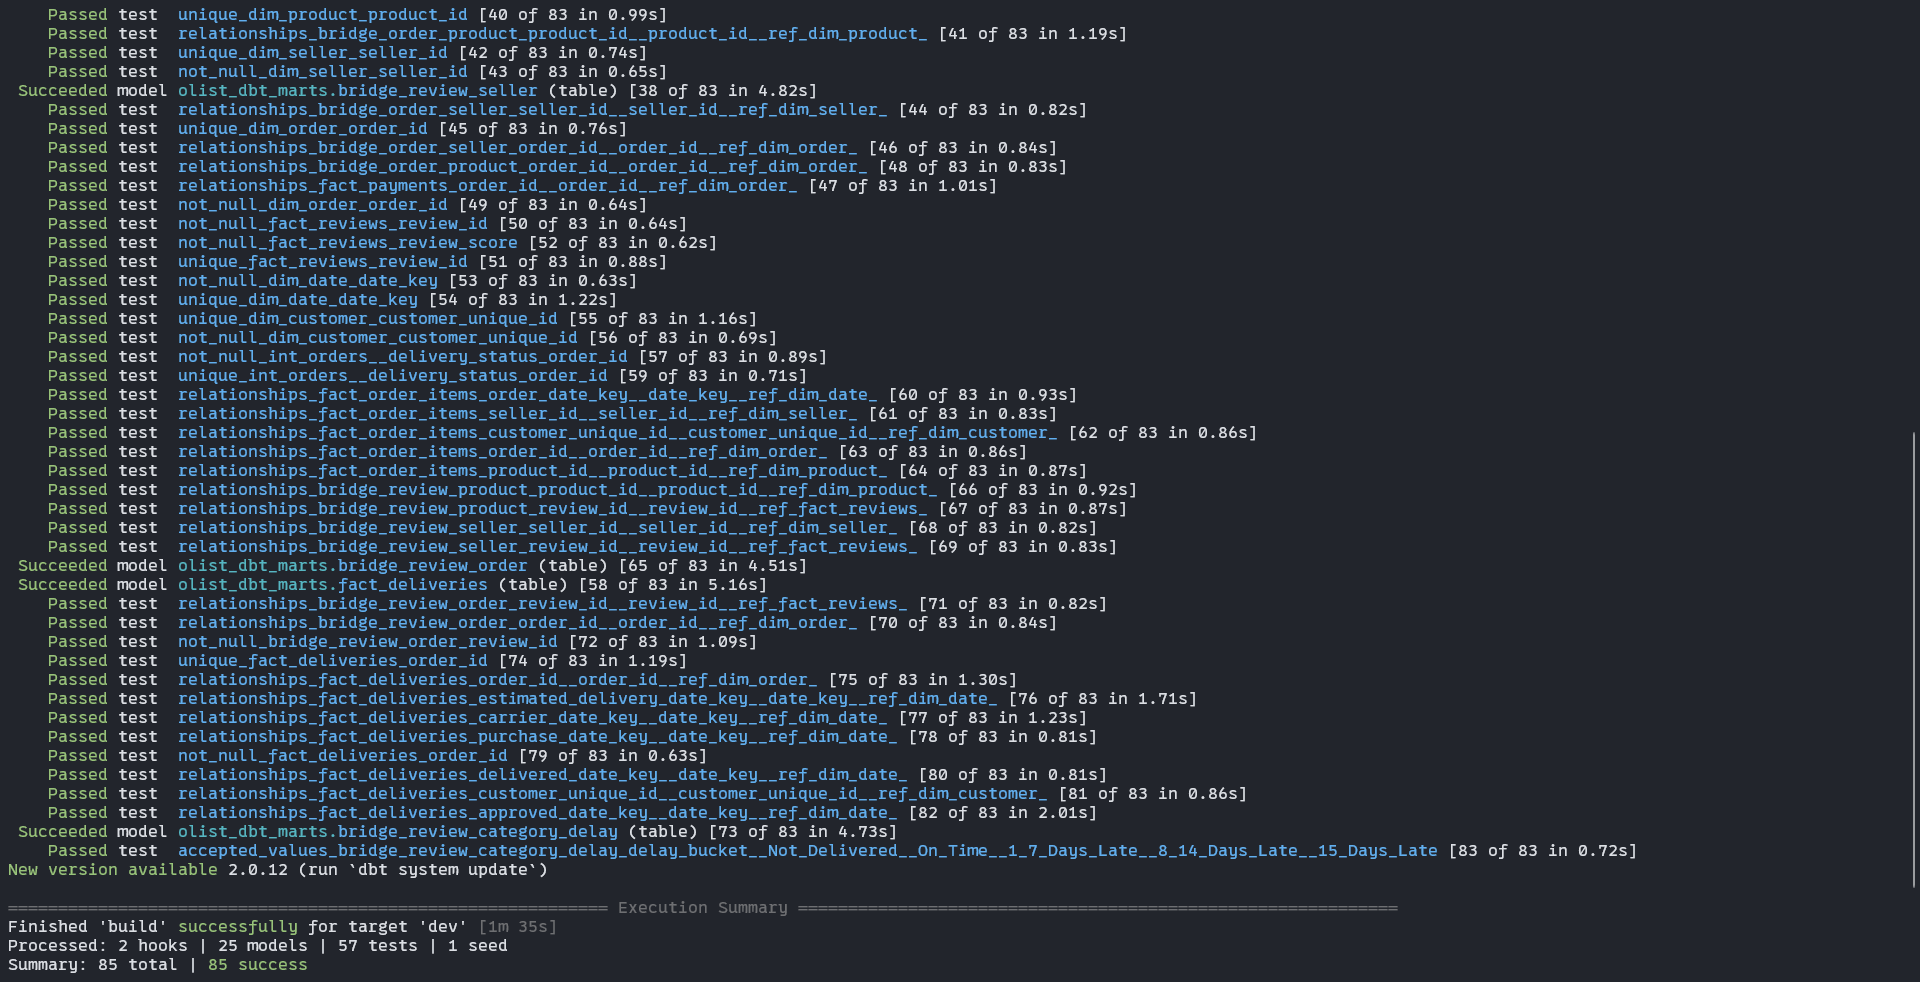 Passed test unique_dim_product_product_id [40 of 83 in 0.99s]
Passed test relationships_bridge_order_product_product_id__product_id__ref_dim_product_ [41 of 83 in 1.19s]
Passed test unique_dim_seller_seller_id [42 of 83 in 0.74s]
Passed test not_null_dim_seller_seller_id [43 of 83 in 0.65s]
Succeeded model olist_dbt_marts.bridge_review_seller (table) [38 of 83 in 4.82s]
Passed test relationships_bridge_order_seller_seller_id__seller_id__ref_dim_seller_ [44 of 83 in 0.82s]
Passed test unique_dim_order_order_id [45 of 83 in 0.76s]
Passed test relationships_bridge_order_seller_order_id__order_id__ref_dim_order_ [46 of 83 in 0.84s]
Passed test relationships_bridge_order_product_order_id__order_id__ref_dim_order_ [48 of 83 in 0.83s]
Passed test relationships_fact_payments_order_id__order_id__ref_dim_order_ [47 of 83 in 1.01s]
Passed test not_null_dim_order_order_id [49 of 83 in 0.64s]
Passed test not_null_fact_reviews_review_id [50 of 83 in 0.64s]
Passed test not_null_fact_reviews_review_score [52 of 83 in 0.62s]
Passed test unique_fact_reviews_review_id [51 of 83 in 0.88s]
Passed test not_null_dim_date_date_key [53 of 83 in 0.63s]
Passed test unique_dim_date_date_key [54 of 83 in 1.22s]
Passed test unique_dim_customer_customer_unique_id [55 of 83 in 1.16s]
Passed test not_null_dim_customer_customer_unique_id [56 of 83 in 0.69s]
Passed test not_null_int_orders__delivery_status_order_id [57 of 83 in 0.89s]
Passed test unique_int_orders__delivery_status_order_id [59 of 83 in 0.71s]
Passed test relationships_fact_order_items_order_date_key__date_key__ref_dim_date_ [60 of 83 in 0.93s]
Passed test relationships_fact_order_items_seller_id__seller_id__ref_dim_seller_ [61 of 83 in 0.83s]
Passed test relationships_fact_order_items_customer_unique_id__customer_unique_id__ref_dim_customer_ [62 of 83 in 0.86s]
Passed test relationships_fact_order_items_order_id__order_id__ref_dim_order_ [63 of 83 in 0.86s]
Passed test relationships_fact_order_items_product_id__product_id__ref_dim_product_ [64 of 83 in 0.87s]
Passed test relationships_bridge_review_product_product_id__product_id__ref_dim_product_ [66 of 83 in 0.92s]
Passed test relationships_bridge_review_product_review_id__review_id__ref_fact_reviews_ [67 of 83 in 0.87s]
Passed test relationships_bridge_review_seller_seller_id__seller_id__ref_dim_seller_ [68 of 83 in 0.82s]
Passed test relationships_bridge_review_seller_review_id__review_id__ref_fact_reviews_ [69 of 83 in 0.83s]
Succeeded model olist_dbt_marts.bridge_review_order (table) [65 of 83 in 4.51s]
Succeeded model olist_dbt_marts.fact_deliveries (table) [58 of 83 in 5.16s]
Passed test relationships_bridge_review_order_review_id__review_id__ref_fact_reviews_ [71 of 83 in 0.82s]
Passed test relationships_bridge_review_order_order_id__order_id__ref_dim_order_ [70 of 83 in 0.84s]
Passed test not_null_bridge_review_order_review_id [72 of 83 in 1.09s]
Passed test unique_fact_deliveries_order_id [74 of 83 in 1.19s]
Passed test relationships_fact_deliveries_order_id__order_id__ref_dim_order_ [75 of 83 in 1.30s]
Passed test relationships_fact_deliveries_estimated_delivery_date_key__date_key__ref_dim_date_ [76 of 83 in 1.71s]
Passed test relationships_fact_deliveries_carrier_date_key__date_key__ref_dim_date_ [77 of 83 in 1.23s]
Passed test relationships_fact_deliveries_purchase_date_key__date_key__ref_dim_date_ [78 of 83 in 0.81s]
Passed test not_null_fact_deliveries_order_id [79 of 83 in 0.63s]
Passed test relationships_fact_deliveries_delivered_date_key__date_key__ref_dim_date_ [80 of 83 in 0.81s]
Passed test relationships_fact_deliveries_customer_unique_id__customer_unique_id__ref_dim_customer_ [81 of 83 in 0.86s]
Passed test relationships_fact_deliveries_approved_date_key__date_key__ref_dim_date_ [82 of 83 in 2.01s]
Succeeded model olist_dbt_marts.bridge_review_category_delay (table) [73 of 83 in 4.73s]
Passed test accepted_values_bridge_review_category_delay_delay_bucket__Not_Delivered__On_Time__1_7_Days_Late__8_14_Days_Late__15_Days_Late [83 of 83 in 0.72s]
New version available 2.0.12 (run `dbt system update`)
============================================================ Execution Summary ============================================================
Finished 'build' successfully for target 'dev' [1m 35s]
Processed: 2 hooks | 25 models | 57 tests | 1 seed
Summary: 85 total | 85 success